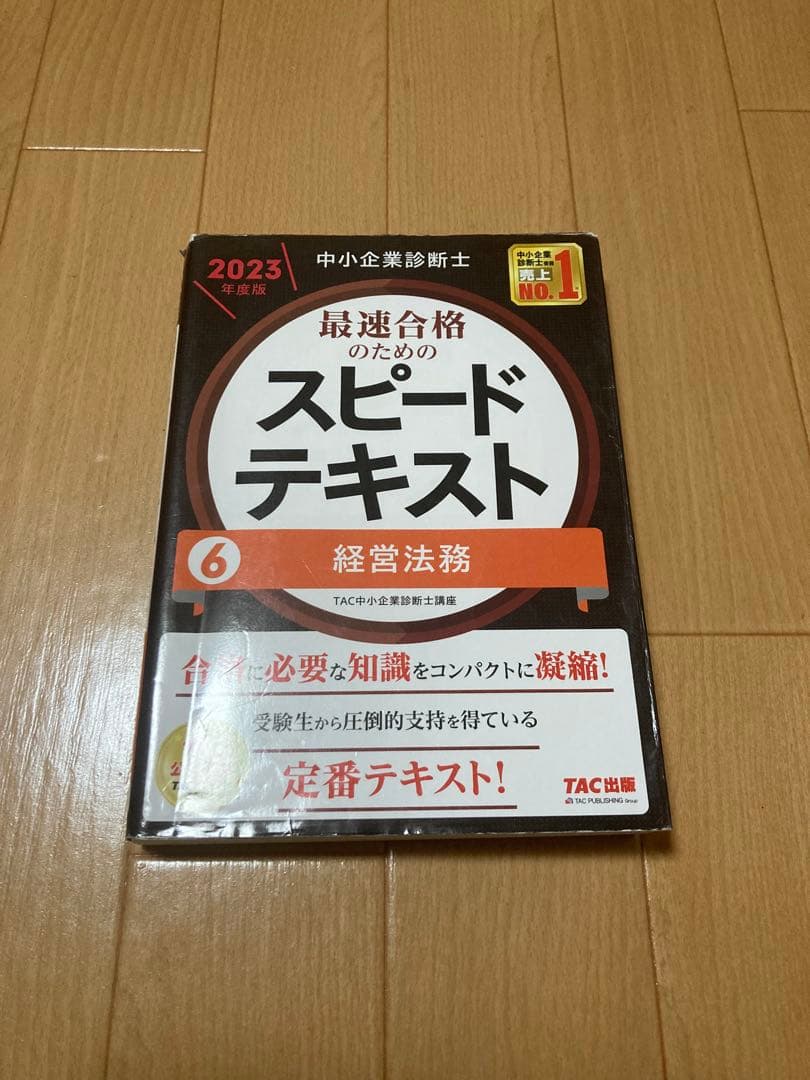 2023
年度版
中小企業診断士
中小企業
診断士
売上
NO.1
最速合格
のための
スピード
テキスト
6 経営法務
TAC中小企業診断士講座
合 に必要な知識をコンパクトに凝縮!
受験生から圧倒的支持を得ている
定番テキスト!
TAC出版
TAC PUBLISHING Group